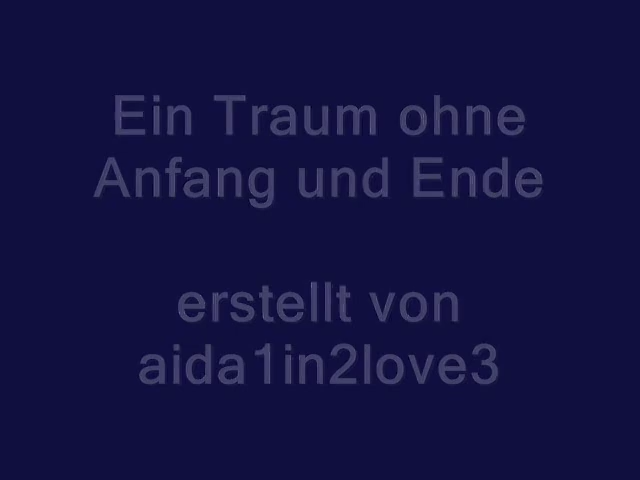 Ein Traum ohne
Anfang und Ende
erstellt von
aida1in2love3